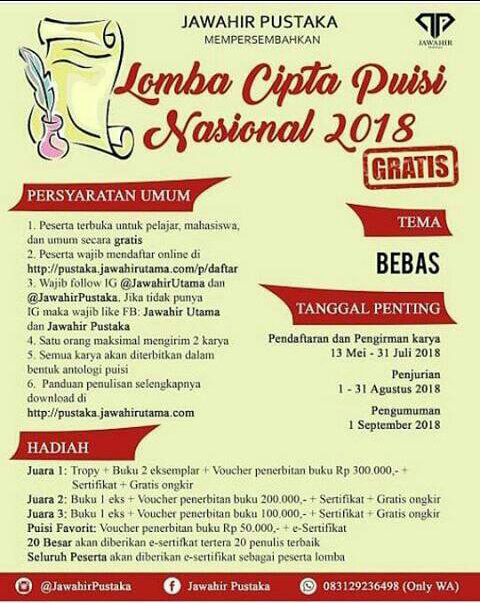 JAWAHIR PUSTAKA
MEMPERSEMBAHKAN
JAWAHIR
Lomba Cipta Puisi
Nasional 2018
GRATIS
PERSYARATAN UMUM
1. Peserta terbuka untuk pelajar, mahasiswa,
dan umum secara gratis
2. Peserta wajib mendaftar online di
http://pustaka.jawahirutama.com/p/daftar
3. Wajib follow IG @JawahirUtama dan
@JawahirPustaka. Jika tidak punya
IG maka wajib like FB: Jawahir Utama
dan Jawahir Pustaka
4. Satu orang maksimal mengirim 2 karya
5. Semua karya akan diterbitkan dalam
bentuk antologi puisi
6. Panduan penulisan selengkapnya
download di
http://pustaka.jawahirutama.com
TEMA
BEBAS
TANGGAL PENTING
Pendaftaran dan Pengirman karya
13 Mei - 31 Juli 2018
Penjurian
1 - 31 Agustus 2018
Pengumuman
1 September 2018
HADIAH
Juara 1: Tropy + Buku 2 eksemplar + Voucher penerbitan buku Rp 300.000,- +
Sertifikat + Gratis ongkir
Juara 2: Buku 1 eks + Voucher penerbitan buku 200.000,- + Sertifikat + Gratis ongkir
Juara 3: Buku 1 eks + Voucher penerbitan buku 100.000,- + Sertifikat + Gratis ongkir
Puisi Favorit: Voucher penerbitan buku Rp 50.000,- + e-Sertifikat
20 Besar akan diberikan e-sertifkat tertera 20 penulis terbaik
Seluruh Peserta akan diberikan e-sertifikat sebagai peserta lomba
@JawahirPustaka
Jawahir Pustaka
083129236498 (Only WA)